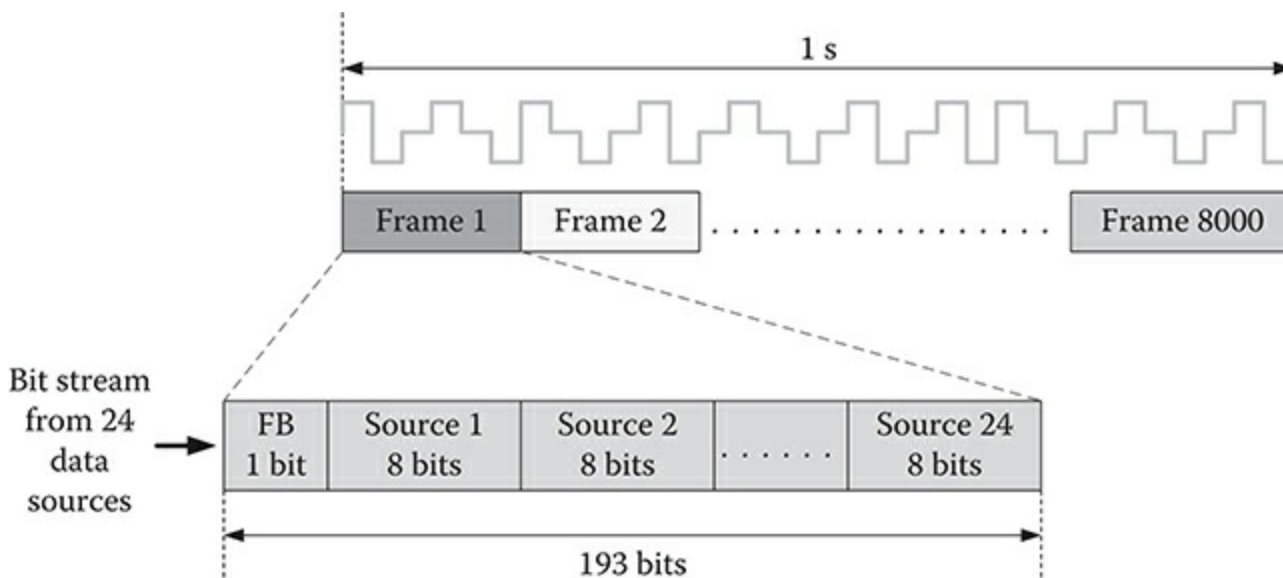 1 s
Frame 1
Frame 2
. . . . . . . . . . . . . . . . . .
Frame 8000
Bit stream
from 24
data
sources
FB
1 bit
Source 1
8 bits
Source 2
8 bits
. . . . . .
Source 24
8 bits
193 bits